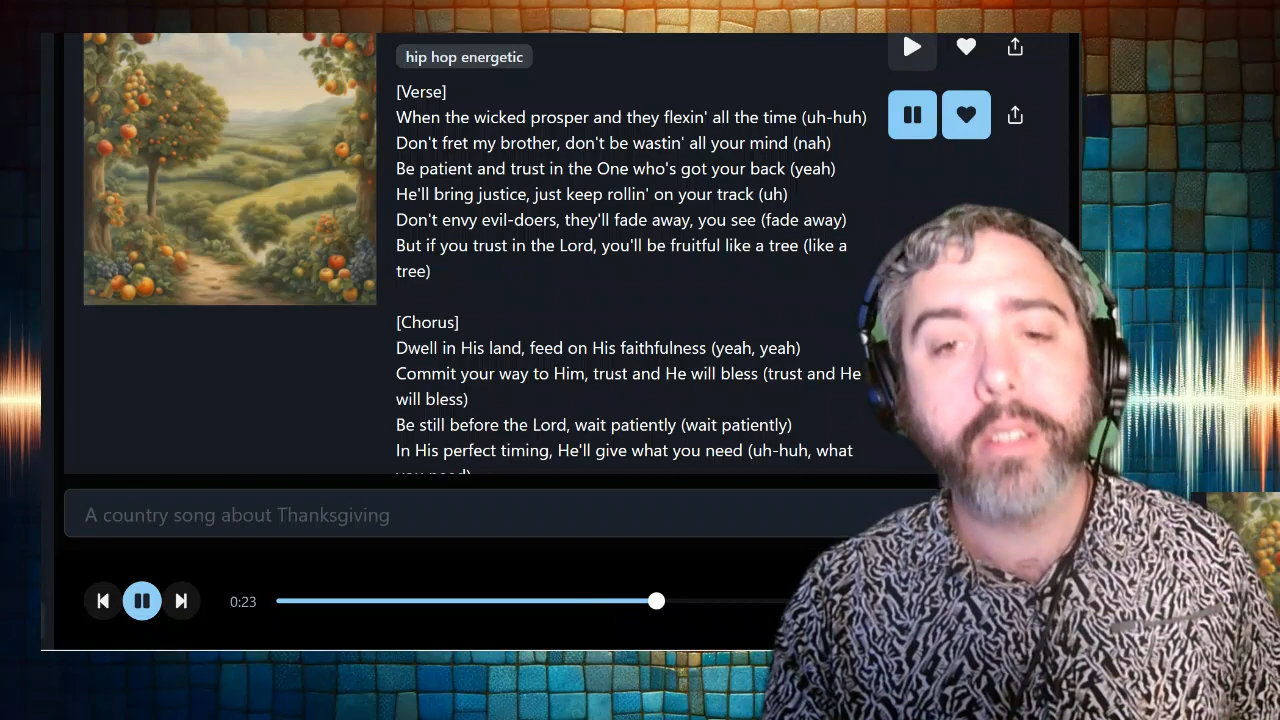 hip hop energetic
[Verse]
When the wicked prosper and they flexin' all the time (uh-huh)
Don't fret my brother, don't be wastin' all your mind (nah)
Be patient and trust in the One who's got your back (yeah)
He'll bring justice, just keep rollin' on your track (uh)
Don't envy evil-doers, they'll fade away, you see (fade away)
But if you trust in the Lord, you'll be fruitful like a tree (like a
tree)
[Chorus]
Dwell in His land, feed on His faithfulness (yeah, yeah)
Commit your way to Him, trust and He will bless (trust and He
will bless)
Be still before the Lord, wait patiently (wait patiently)
In His perfect timing, He'll give what you need (uh-huh, what
A country song about Thanksgiving
0:23